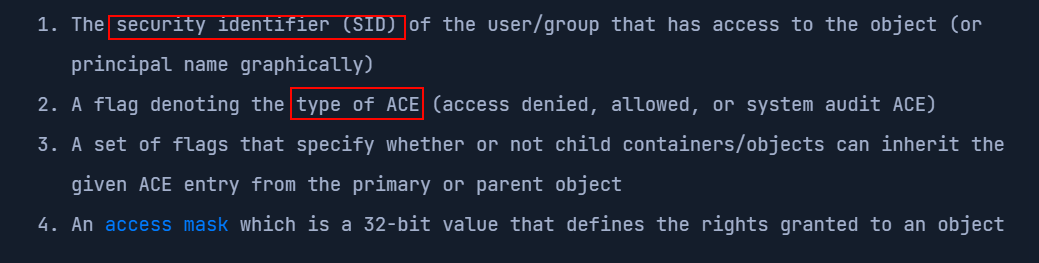 1. The security identifier (SID) of the user/group that has access to the object (or
principal name graphically)
2. A flag denoting the type of ACE (access denied, allowed, or system audit ACE)
3. A set of flags that specify whether or not child containers/objects can inherit the
given ACE entry from the primary or parent object
4. An access mask which is a 32-bit value that defines the rights granted to an object